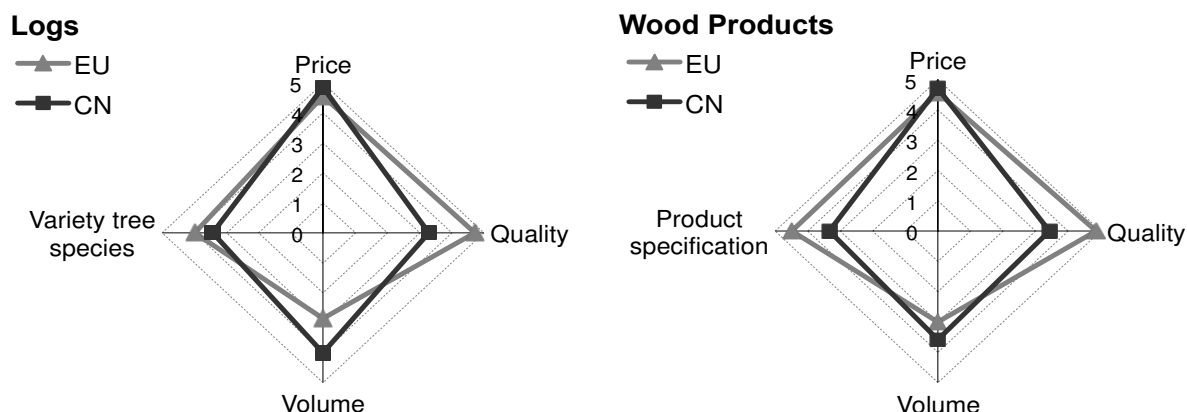 Logs
EU
CN
Price
5
4
3
2
1
0
Variety tree
species
Quality
Volume
Wood Products
EU
CN
Price
5
4
3
2
1
0
Product
specification
Quality
Volume